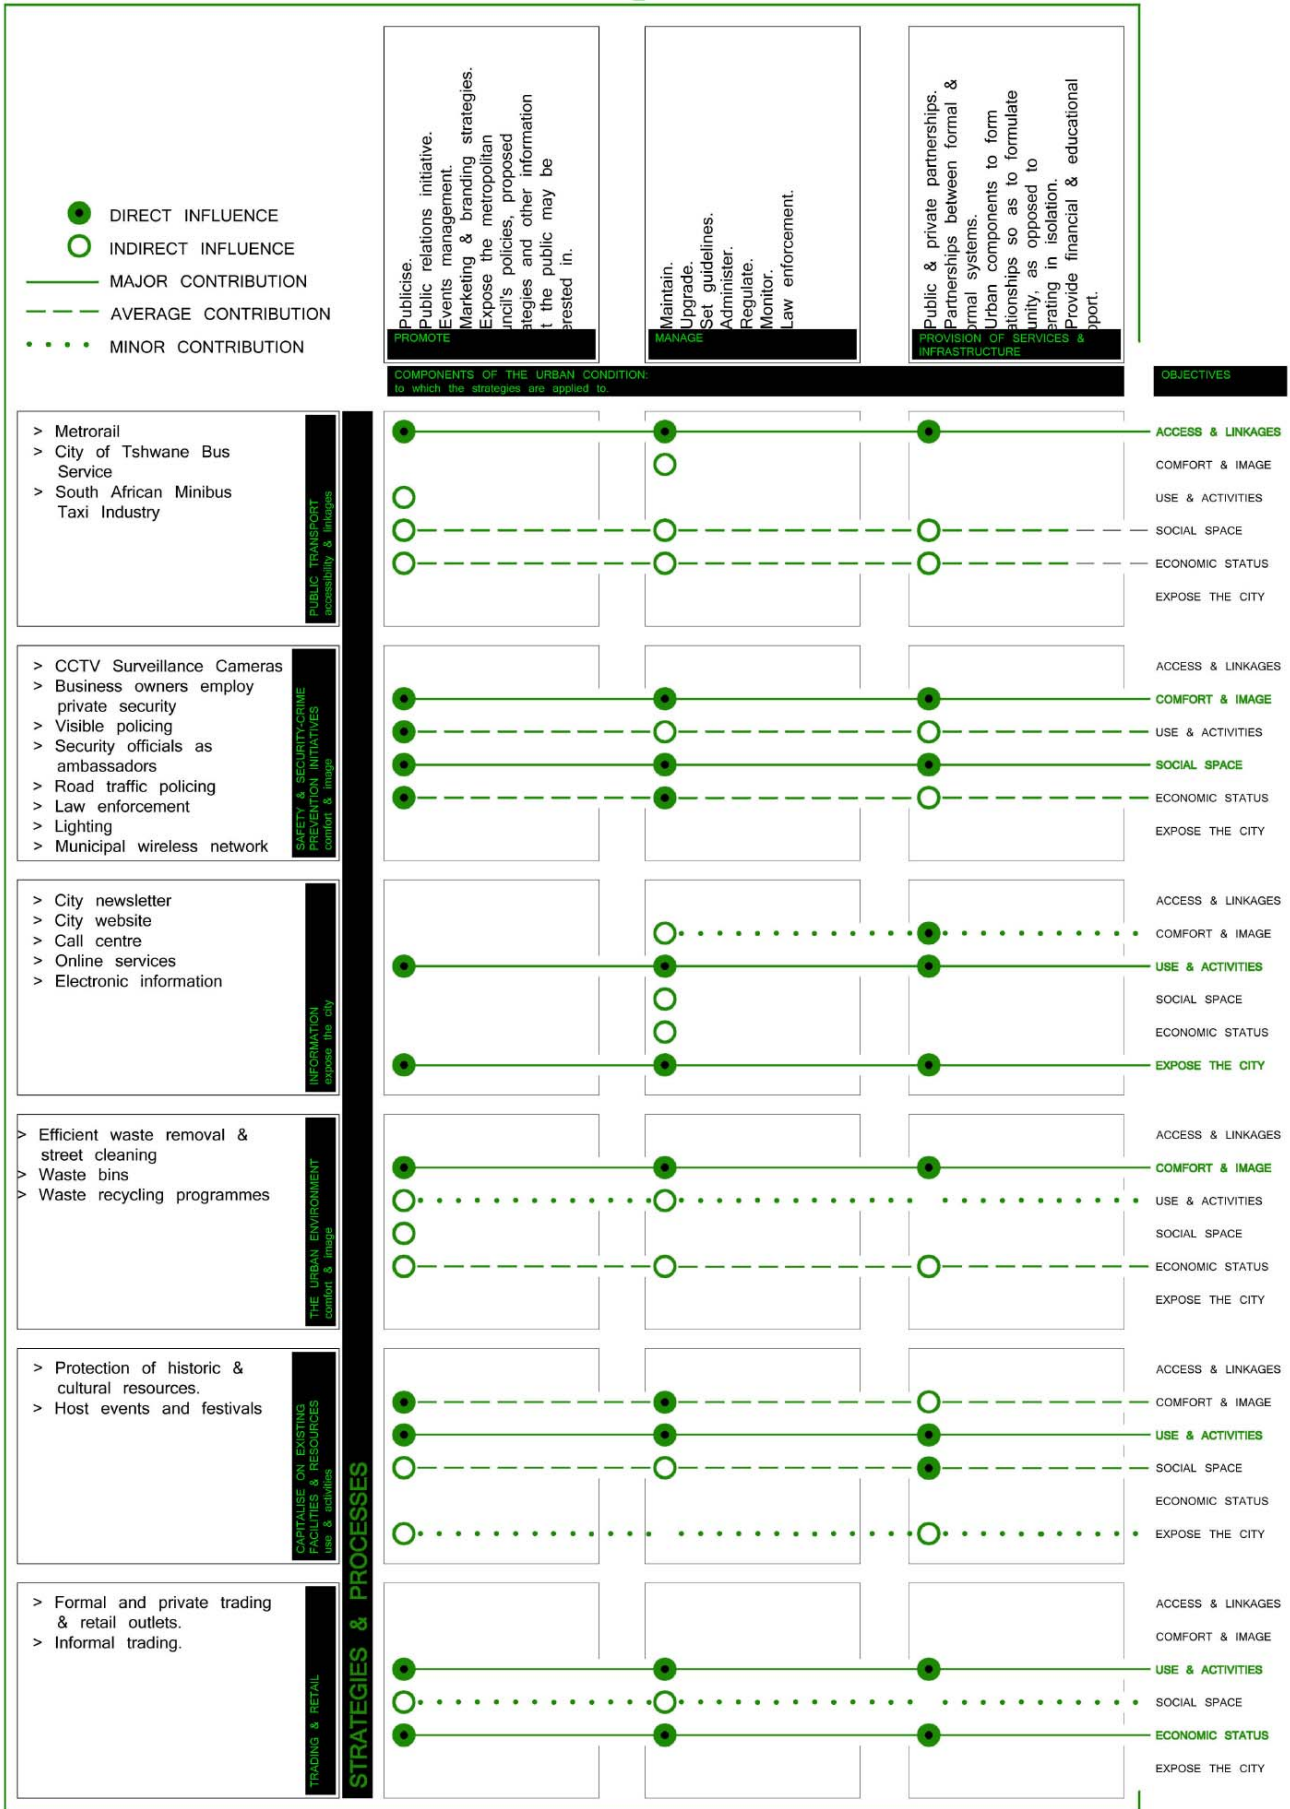 DIRECT INFLUENCE
INDIRECT INFLUENCE
MAJOR CONTRIBUTION
AVERAGE CONTRIBUTION
MINOR CONTRIBUTION
Publicise.
Public relations initiative.
Events management.
Marketing & branding strategies.
Expose the metropolitan
uncil's policies, proposed
ategies and other information
t the public may be
erested in.
PROMOTE
Maintain.
Upgrade.
Set guidelines.
Administer.
Regulate.
Monitor.
Law enforcement.
MANAGE
Public & private partnerships.
Partnerships between formal &
ormal systems.
Urban components to form
ationships so as to formulate
unity, as opposed to
erating in isolation.
Provide financial & educational
pport.
PROVISION OF SERVICES &
INFRASTRUCTURE
COMPONENTS OF THE URBAN CONDITION:
to which the strategies are applied to.
OBJECTIVES
STRATEGIES & PROCESSES
> Metrorail
> City of Tshwane Bus
Service
> South African Minibus
Taxi Industry
PUBLIC TRANSPORT
accessibility & linkages
ACCESS & LINKAGES
COMFORT & IMAGE
USE & ACTIVITIES
SOCIAL SPACE
ECONOMIC STATUS
EXPOSE THE CITY
> CCTV Surveillance Cameras
> Business owners employ
private security
> Visible policing
> Security officials as
ambassadors
> Road traffic policing
> Law enforcement
> Lighting
> Municipal wireless network
SAFETY & SECURITY-CRIME
PREVENTION INITIATIVES
comfort & image
ACCESS & LINKAGES
COMFORT & IMAGE
USE & ACTIVITIES
SOCIAL SPACE
ECONOMIC STATUS
EXPOSE THE CITY
> City newsletter
> City website
> Call centre
> Online services
> Electronic information
INFORMATION
expose the city
ACCESS & LINKAGES
COMFORT & IMAGE
USE & ACTIVITIES
SOCIAL SPACE
ECONOMIC STATUS
EXPOSE THE CITY
> Efficient waste removal &
street cleaning
> Waste bins
> Waste recycling programmes
THE URBAN ENVIRONMENT
comfort & image
ACCESS & LINKAGES
COMFORT & IMAGE
USE & ACTIVITIES
SOCIAL SPACE
ECONOMIC STATUS
EXPOSE THE CITY
> Protection of historic &
cultural resources.
> Host events and festivals
CAPITALISE ON EXISTING
FACILITIES & RESOURCES
use & activities
ACCESS & LINKAGES
COMFORT & IMAGE
USE & ACTIVITIES
SOCIAL SPACE
ECONOMIC STATUS
EXPOSE THE CITY
> Formal and private trading
& retail outlets.
> Informal trading.
TRADING & RETAIL
ACCESS & LINKAGES
COMFORT & IMAGE
USE & ACTIVITIES
SOCIAL SPACE
ECONOMIC STATUS
EXPOSE THE CITY